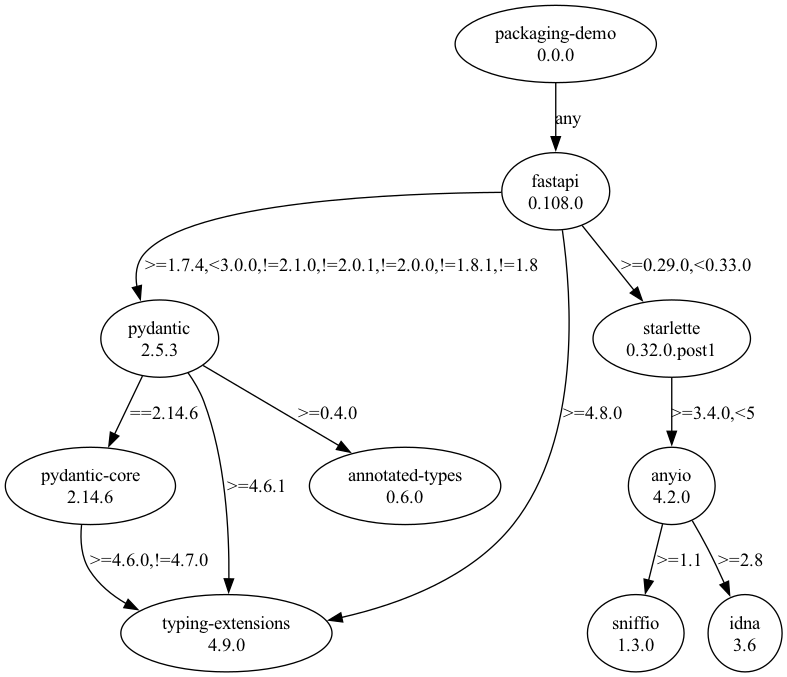 packaging-demo
0.0.0
any
fastapi
0.108.0
>=1.7.4,<3.0.0,!=2.1.0,!=2.0.1,!=2.0.0,!=1.8.1,!=1.8
>=0.29.0,<0.33.0
pydantic
2.5.3
starlette
0.32.0.post1
==2.14.6
>=0.4.0
>=4.8.0
>=3.4.0,<5
pydantic-core
2.14.6
>=4.6.1
annotated-types
0.6.0
anyio
4.2.0
>=4.6.0,!=4.7.0
>=1.1
>=2.8
typing-extensions
4.9.0
sniffio
1.3.0
idna
3.6